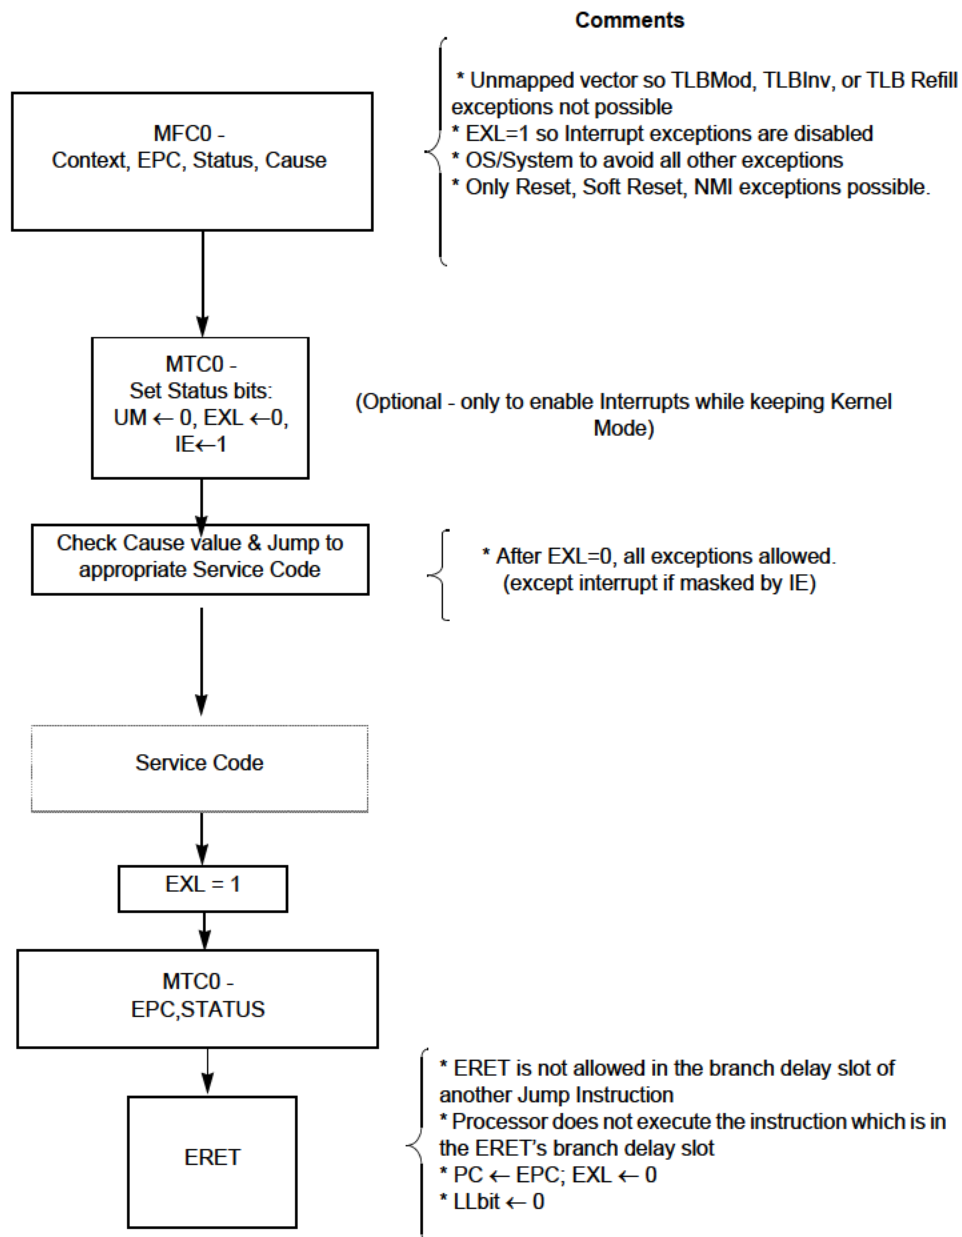 Comments
* Unmapped vector so TLBMod, TLBInv, or TLB Refill
exceptions not possible
* EXL=1 so Interrupt exceptions are disabled
* OS/System to avoid all other exceptions
* Only Reset, Soft Reset, NMI exceptions possible.
MFC0 -
Context, EPC, Status, Cause
MTC0 -
Set Status bits:
UM ← 0, EXL ←0,
IE←1
(Optional - only to enable Interrupts while keeping Kernel
Mode)
Check Cause value & Jump to
appropriate Service Code
* After EXL=0, all exceptions allowed.
(except interrupt if masked by IE)
Service Code
EXL = 1
MTC0 -
EPC,STATUS
ERET
* ERET is not allowed in the branch delay slot of
another Jump Instruction
* Processor does not execute the instruction which is in
the ERET's branch delay slot
* PC ← EPC; EXL ← 0
* LLbit ← 0